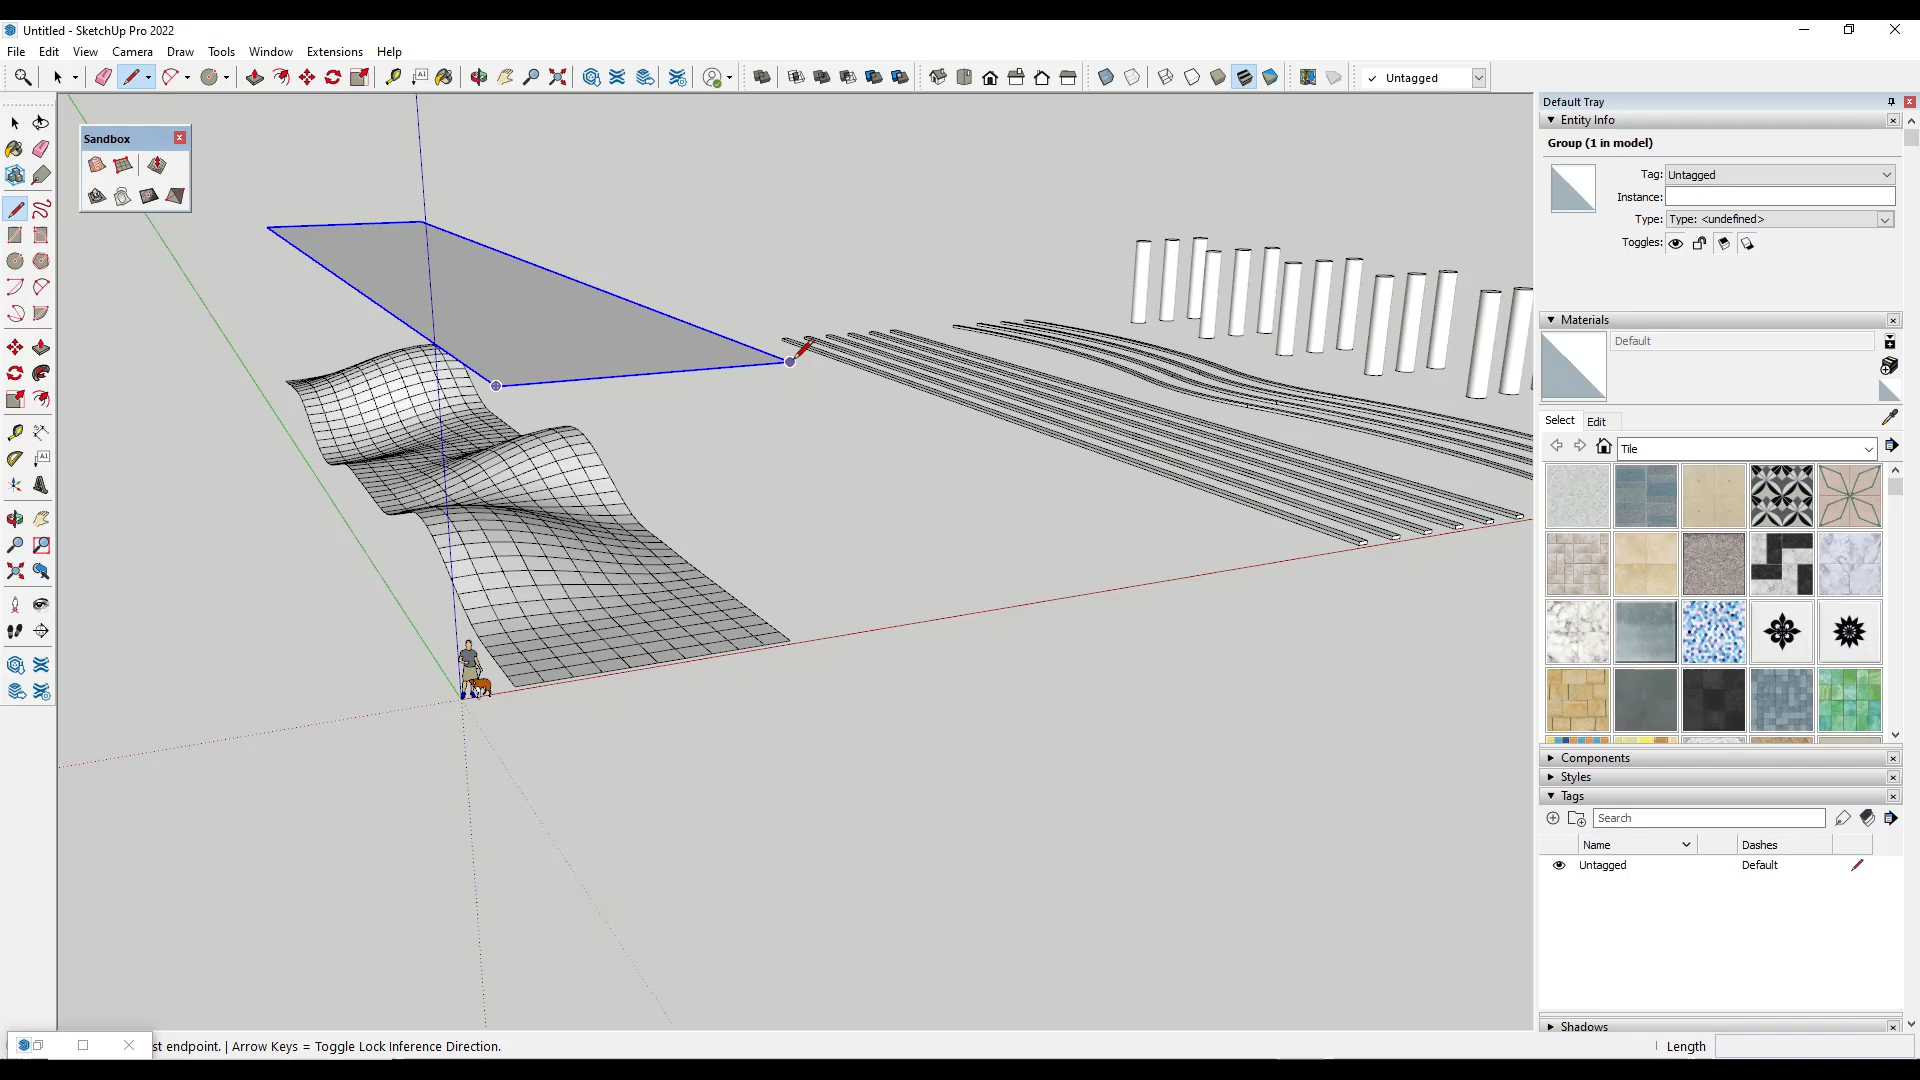 Untitled - SketchUp Pro 2022
File Edit View Camera Draw Tools Window Extensions Help
Untagged
Default Tray
Entity Info
Sandbox
Group (1 in model)
Tag: Untagged
Instance:
Type: Type: <undefined>
Toggles:
Materials
Default
Select Edit
Tile
Components
Styles
Tags
Search
Name Dashes
Untagged Default
Shadows
st endpoint. | Arrow Keys = Toggle Lock Inference Direction.
Length